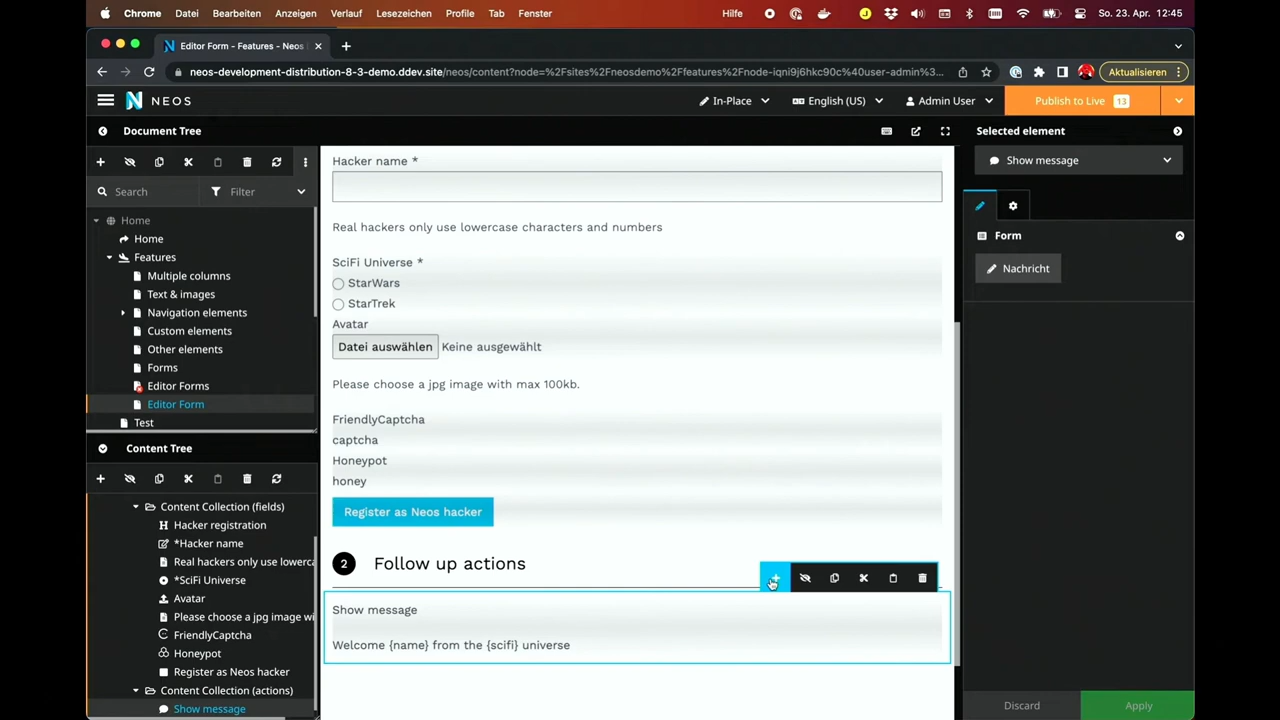 Chrome Datei Bearbeiten Anzeigen Verlauf Lesezeichen Profile Tab Fenster Hilfe So. 23. Apr. 12:45
Editor Form - Features - Neos
neos-development-distribution-8-3-demo.ddev.site/neos/content?node=%2Fsites%2Fneosdemo%2Ffeatures%2Fnode-iqni9j6hkc90c%40user-admin%3... Aktualisieren
NEOS In-Place English (US) Admin User Publish to Live 13
Document Tree
Search Filter
Home
Home
Features
Multiple columns
Text & images
Navigation elements
Custom elements
Other elements
Forms
Editor Forms
Editor Form
Test
Content Tree
Content Collection (fields)
Hacker registration
*Hacker name
Real hackers only use lowerca
*SciFi Universe
Avatar
Please choose a jpg image wi
FriendlyCaptcha
Honeypot
Register as Neos hacker
Content Collection (actions)
Show message
Hacker name *
Real hackers only use lowercase characters and numbers
SciFi Universe *
StarWars
StarTrek
Avatar
Datei auswählen Keine ausgewählt
Please choose a jpg image with max 100kb.
FriendlyCaptcha
captcha
Honeypot
honey
Register as Neos hacker
2 Follow up actions
Show message
Welcome {name} from the {scifi} universe
Selected element
Show message
Form
Nachricht
Discard Apply